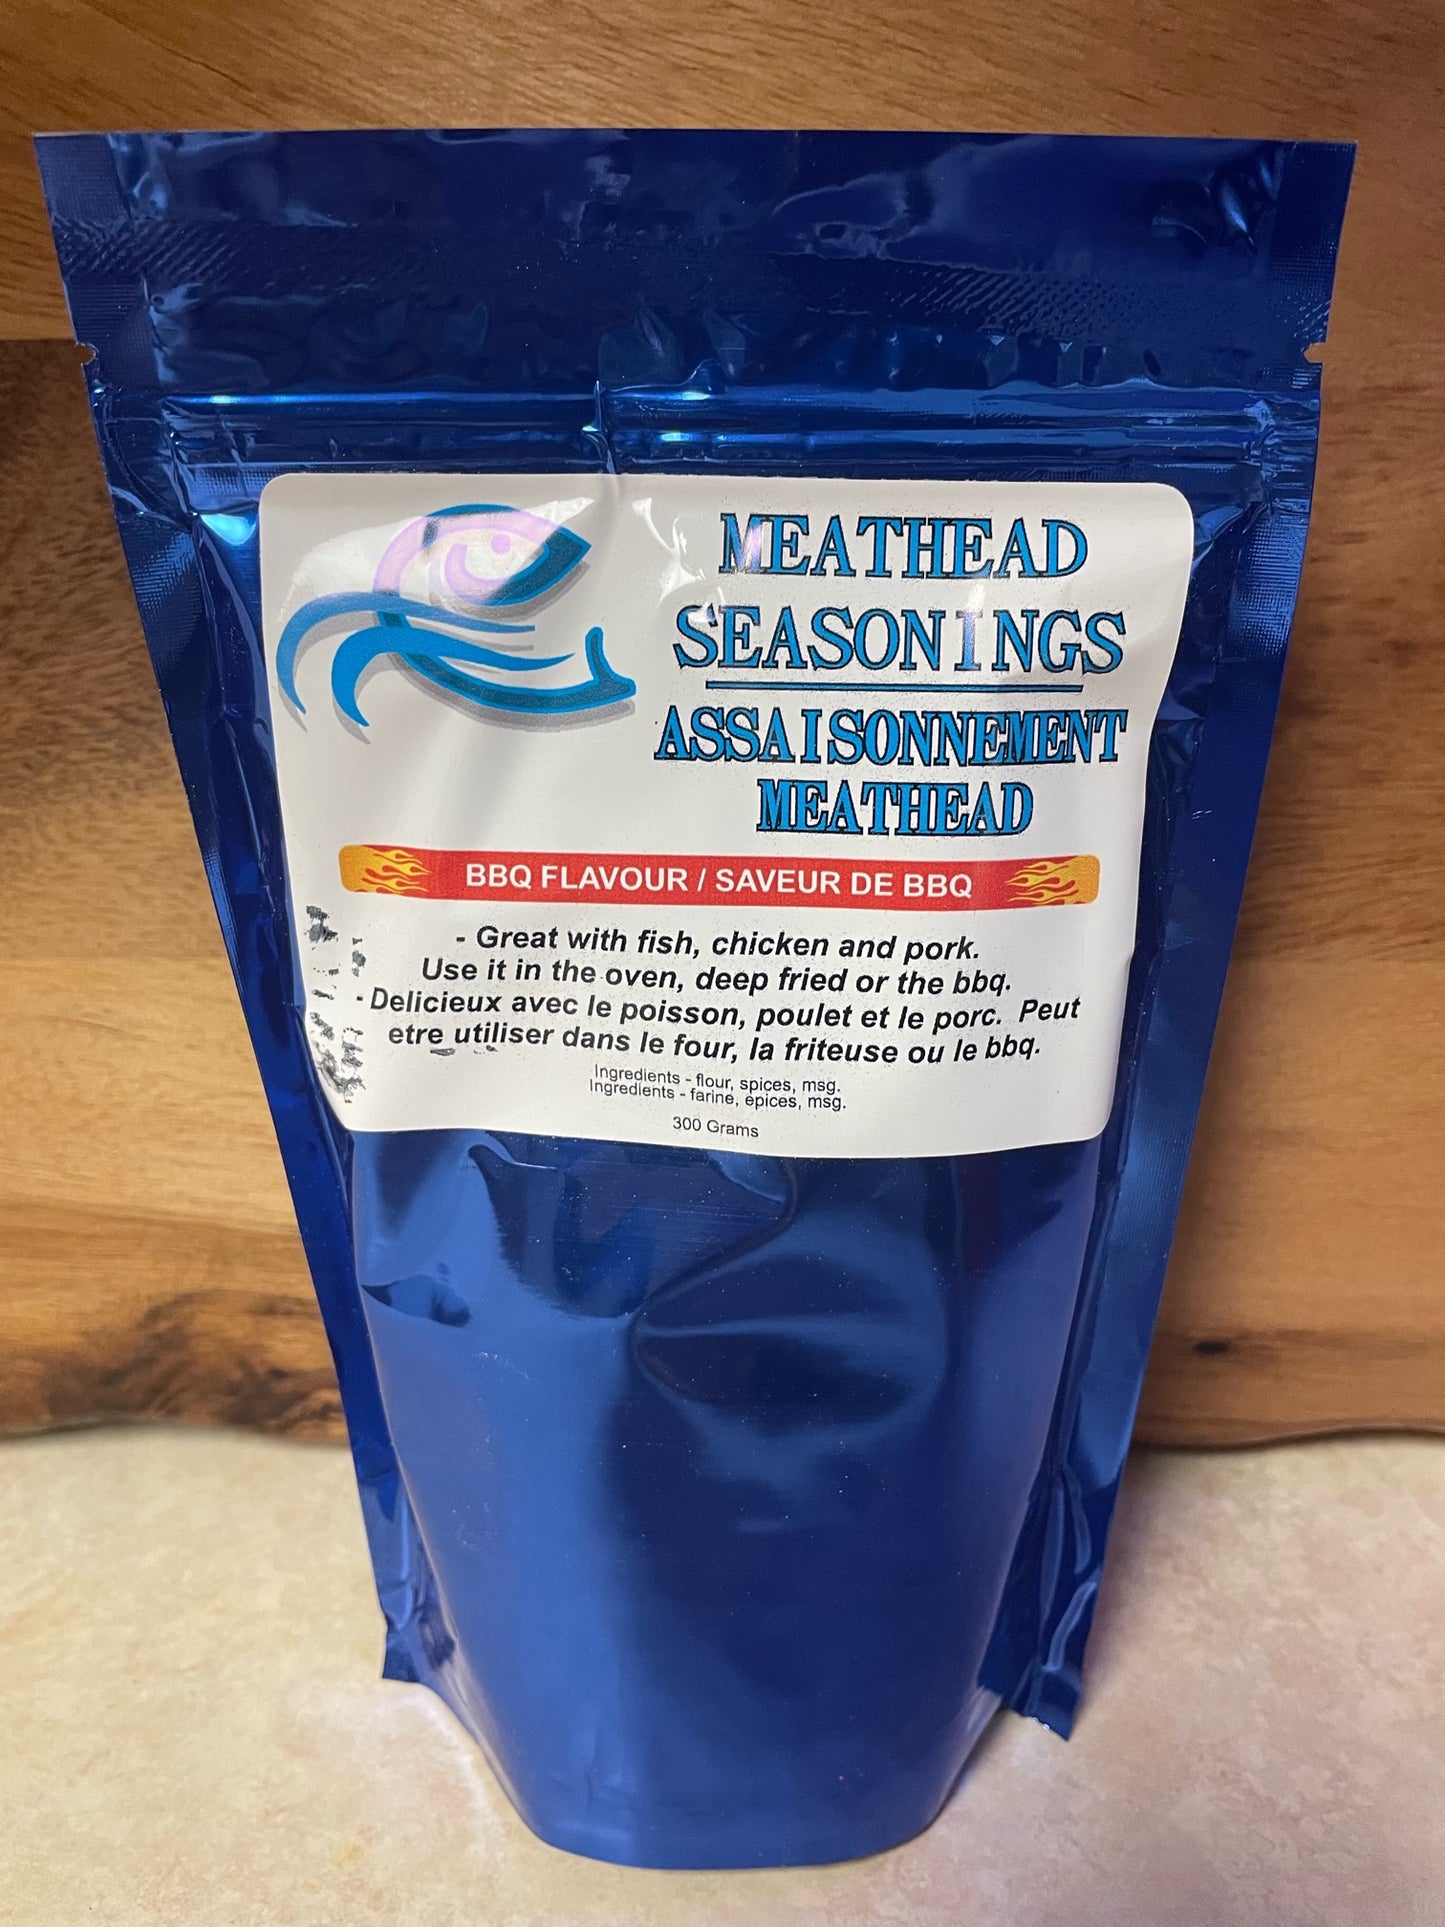 MEATHEAD
SEASONINGS
ASSAISONNEMENT
MEATHEAD
BBQ FLAVOUR / SAVEUR DE BBQ
- Great with fish, chicken and pork.
Use it in the oven, deep fried or the bbq.
- Delicieux avec le poisson, poulet et le porc. Peut
etre utiliser dans le four, la friteuse ou le bbq.
Ingredients - flour, spices, msg.
Ingredients - farine, epices, msg.
300 Grams